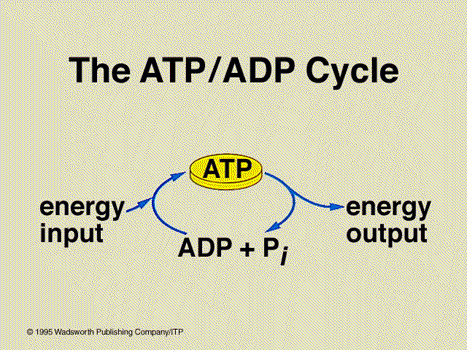 The ATP/ADP Cycle
ATP
energy
input
energy
output
ADP + Pi
© 1995 Wadsworth Publishing Company/ITP